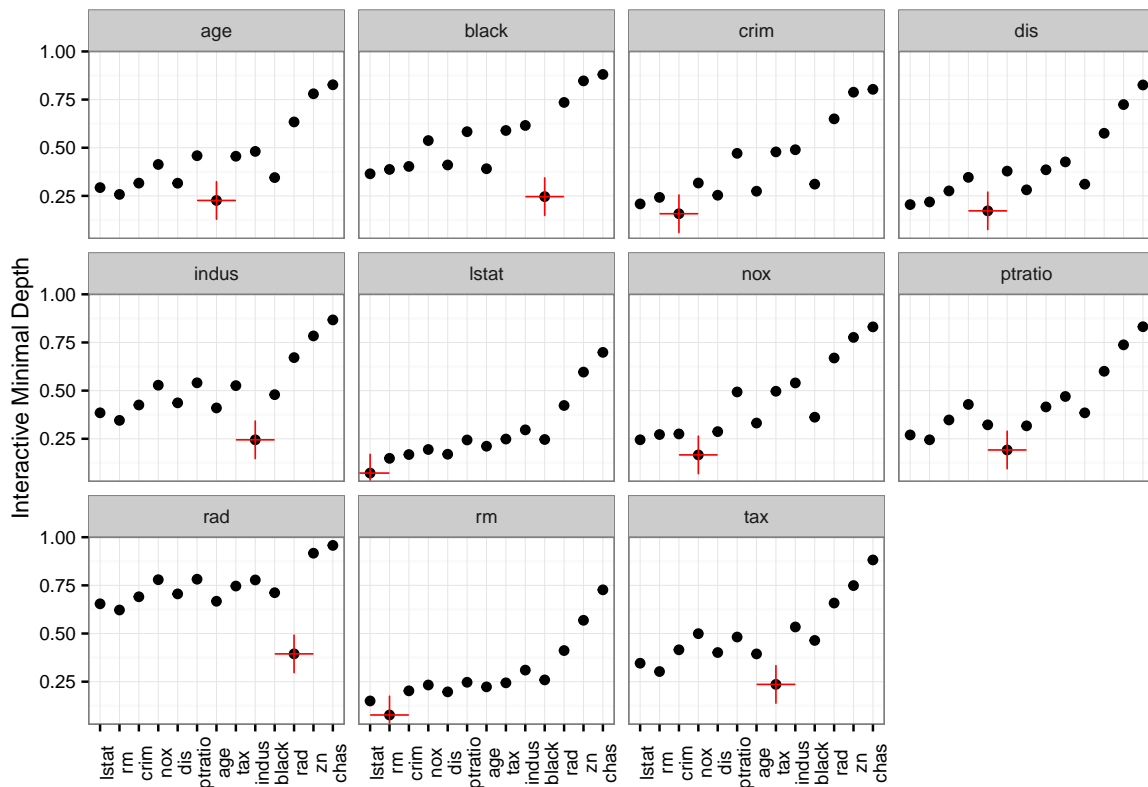 Interactive Minimal Depth
age black crim dis
1.00
0.75
0.50
0.25
indus lstat nox ptratio
1.00
0.75
0.50
0.25
rad rm tax
1.00
0.75
0.50
0.25
lstat rm crim nox dis ptratio age tax indus black rad zn chas
lstat rm crim nox dis ptratio age tax indus black rad zn chas
lstat rm crim nox dis ptratio age tax indus black rad zn chas